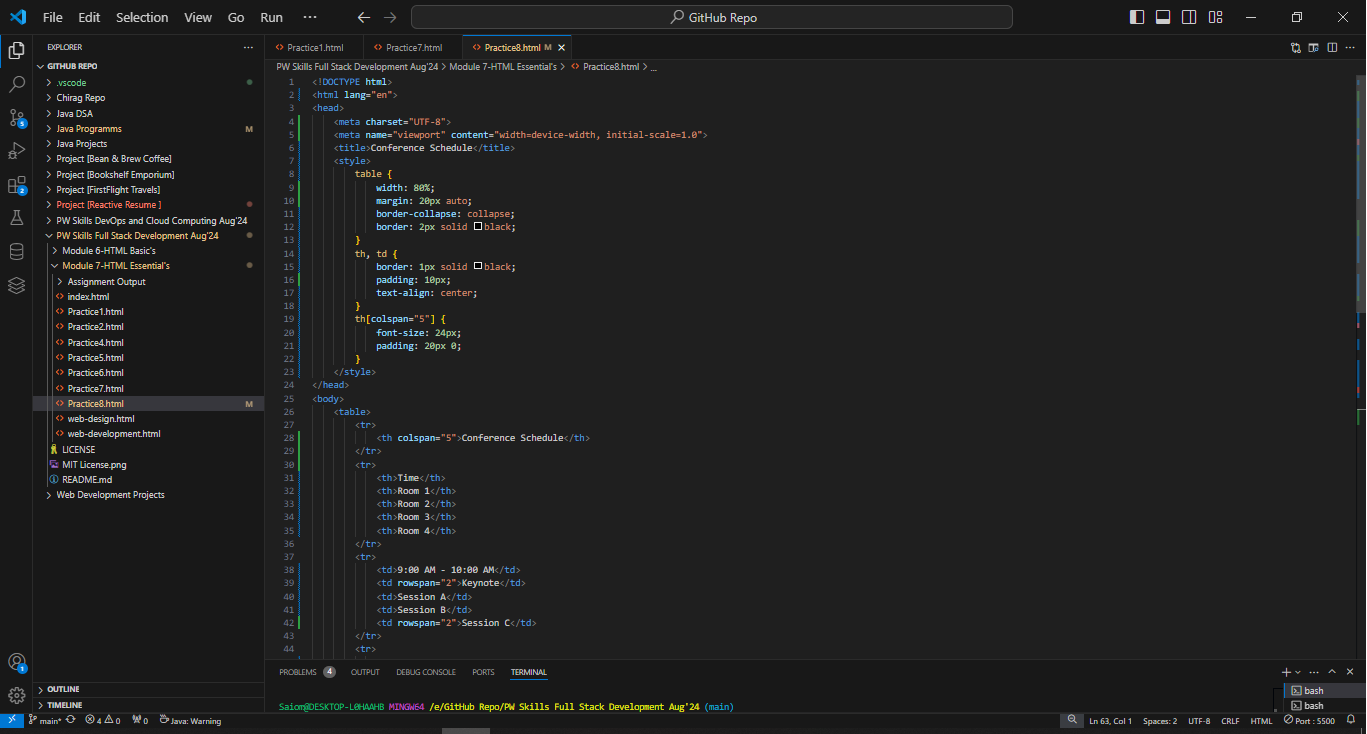 File Edit Selection View Go Run ··· GitHub Repo
EXPLORER ···
GITHUB REPO
.vscode
Chirag Repo
Java DSA
Java Programms M
Java Projects
Project [Bean & Brew Coffee]
Project [Bookshelf Emporium]
Project [FirstFlight Travels]
Project [Reactive Resume ]
PW Skills DevOps and Cloud Computing Aug'24
PW Skills Full Stack Development Aug'24
Module 6-HTML Basic's
Module 7-HTML Essential's
Assignment Output
index.html
Practice1.html
Practice2.html
Practice4.html
Practice5.html
Practice6.html
Practice7.html
Practice8.html M
web-design.html
web-development.html
LICENSE
MIT License.png
README.md
Web Development Projects
OUTLINE
TIMELINE
5
2
1
Practice1.html Practice7.html Practice8.html M
PW Skills Full Stack Development Aug'24 > Module 7-HTML Essential's > Practice8.html > ...
1 <!DOCTYPE html>
2 <html lang="en">
3 <head>
4 <meta charset="UTF-8">
5 <meta name="viewport" content="width=device-width, initial-scale=1.0">
6 <title>Conference Schedule</title>
7 <style>
8 table {
9 width: 80%;
10 margin: 20px auto;
11 border-collapse: collapse;
12 border: 2px solid black;
13 }
14 th, td {
15 border: 1px solid black;
16 padding: 10px;
17 text-align: center;
18 }
19 th[colspan="5"] {
20 font-size: 24px;
21 padding: 20px 0;
22 }
23 </style>
24 </head>
25 <body>
26 <table>
27 <tr>
28 <th colspan="5">Conference Schedule</th>
29 </tr>
30 <tr>
31 <th>Time</th>
32 <th>Room 1</th>
33 <th>Room 2</th>
34 <th>Room 3</th>
35 <th>Room 4</th>
36 </tr>
37 <tr>
38 <td>9:00 AM - 10:00 AM</td>
39 <td rowspan="2">Keynote</td>
40 <td>Session A</td>
41 <td>Session B</td>
42 <td rowspan="2">Session C</td>
43 </tr>
44 <tr>
PROBLEMS 4 OUTPUT DEBUG CONSOLE PORTS TERMINAL
Saiom@DESKTOP-L0HAAHB MINGW64 /e/GitHub Repo/PW Skills Full Stack Development Aug'24 (main)
bash
bash
main* 4 0 0 Java: Warning Ln 63, Col 1 Spaces: 2 UTF-8 CRLF HTML Port : 5500